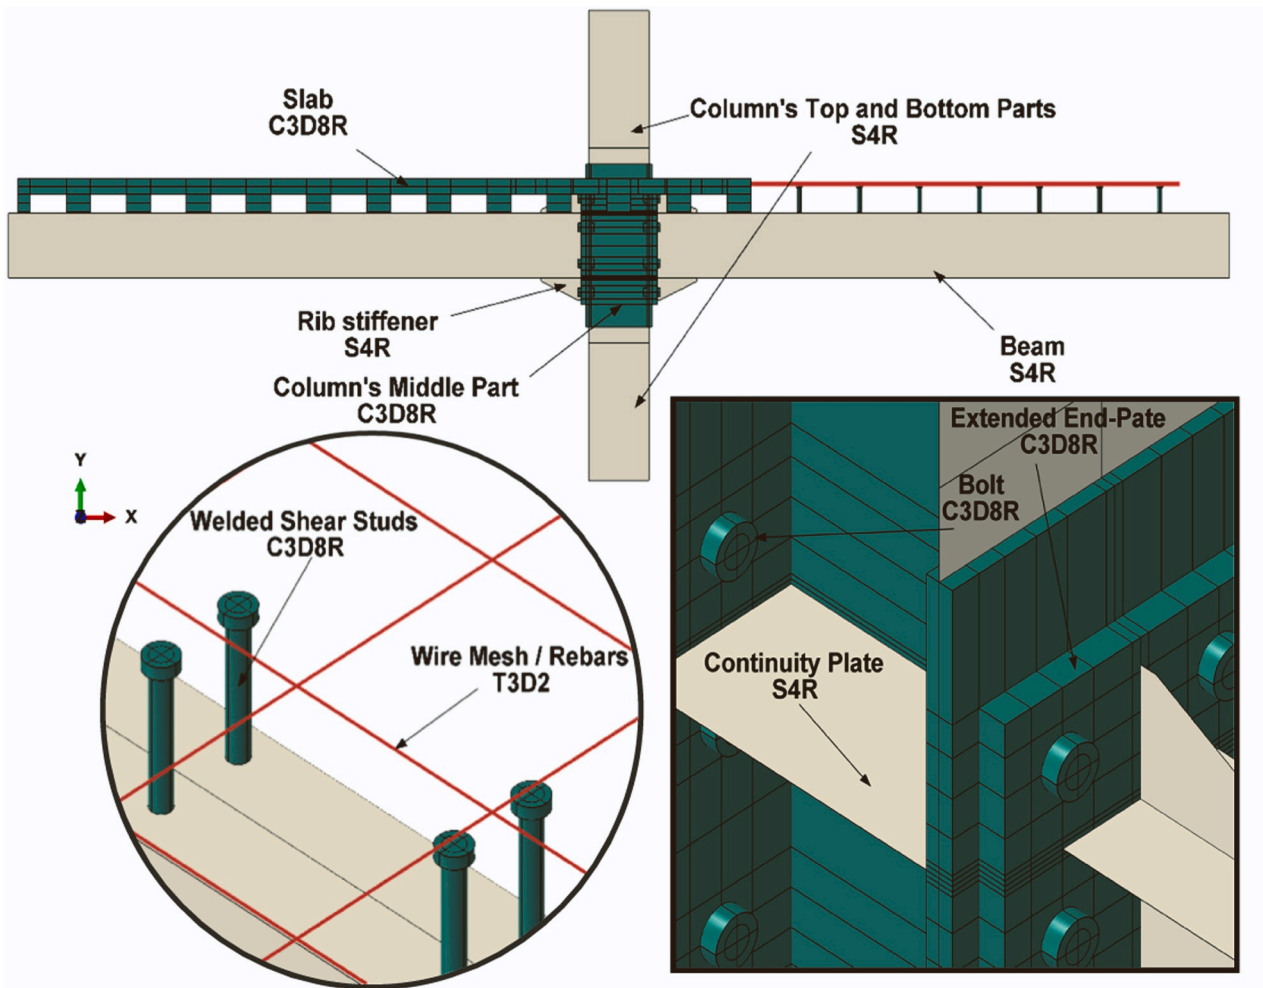 Slab
C3D8R
Column's Top and Bottom Parts
S4R
Rib stiffener
S4R
Beam
S4R
Column's Middle Part
C3D8R
Y
X
Welded Shear Studs
C3D8R
Wire Mesh / Rebars
T3D2
Extended End-Pate
C3D8R
Bolt
C3D8R
Continuity Plate
S4R